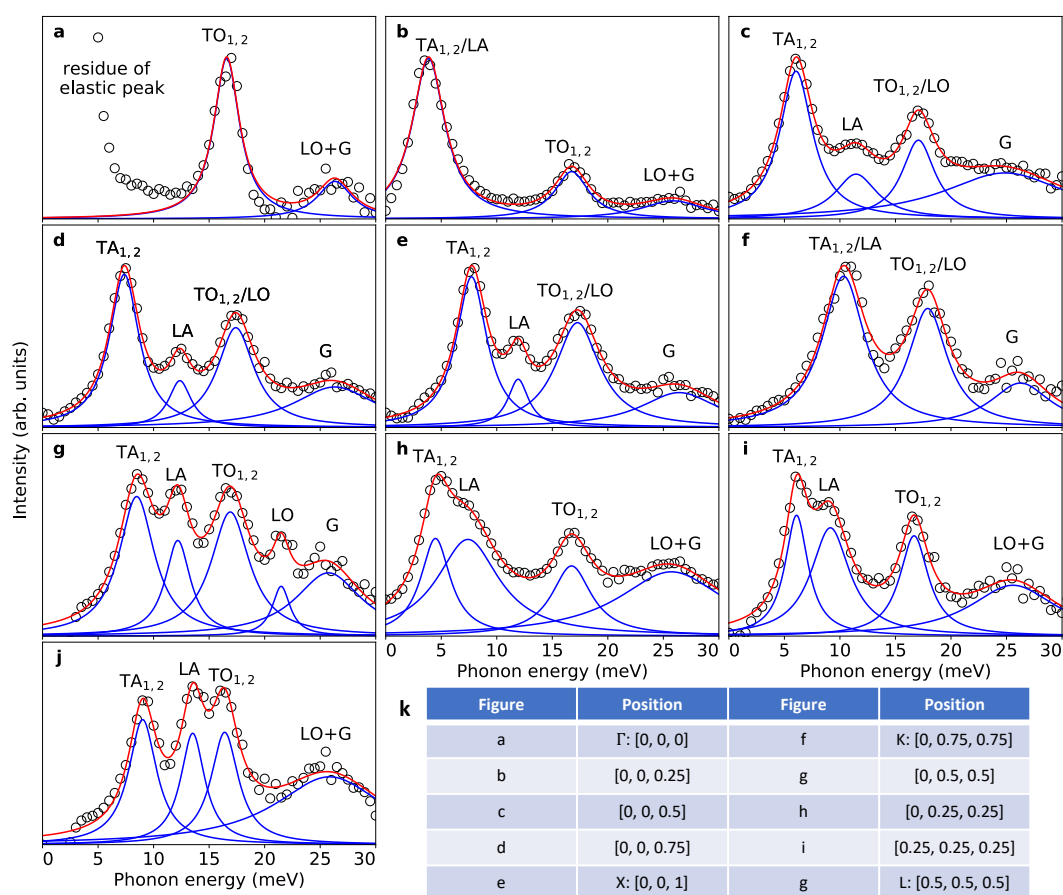 a
TO1,2
residue of
elastic peak
LO+G
b
TA1,2/LA
TO1,2
LO+G
c
TA1,2
TO1,2/LO
LA
G
d
TA1,2
TO1,2/LO
LA
G
e
TA1,2
TO1,2/LO
LA
G
f
TA1,2/LA
TO1,2/LO
G
g
TA1,2
LA
TO1,2
LO
G
h
TA1,2
LA
TO1,2
LO+G
i
TA1,2
LA
TO1,2
LO+G
j
TA1,2
LA
TO1,2
LO+G
Intensity (arb. units)
5 10 15 20 25 30
0 5 10 15 20 25 30
Phonon energy (meV)
0 5 10 15 20 25 30
Phonon energy (meV)
0 5 10 15 20 25 30
Phonon energy (meV)
k
Figure Position Figure Position
a Γ: [0, 0, 0] f K: [0, 0.75, 0.75]
b [0, 0, 0.25] g [0, 0.5, 0.5]
c [0, 0, 0.5] h [0, 0.25, 0.25]
d [0, 0, 0.75] i [0.25, 0.25, 0.25]
e X: [0, 0, 1] g L: [0.5, 0.5, 0.5]